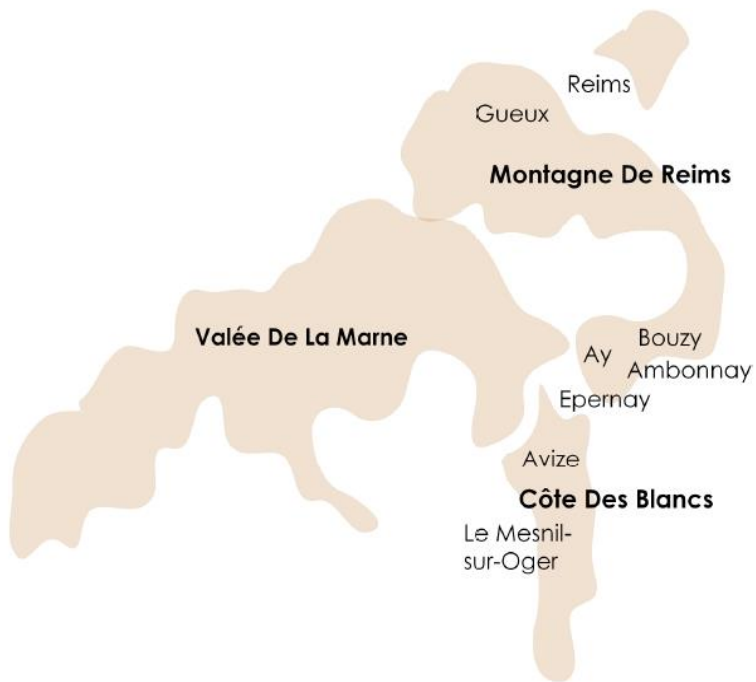 Reims
Gueux
Montagne De Reims
Valée De La Marne
Bouzy
Ay
Ambonnay
Epernay
Avize
Côte Des Blancs
Le Mesnil-
sur-Oger